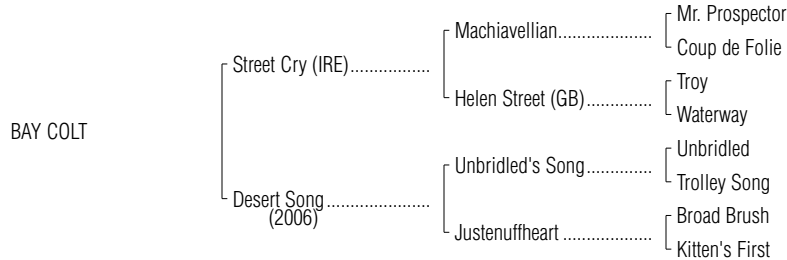 Mr. Prospector
Machiavellian....................
Coup de Folie
Street Cry (IRE).................
Troy
Helen Street (GB)..............
Waterway
BAY COLT
Unbridled
Unbridled's Song..............
Trolley Song
Desert Song......................
(2006)
Broad Brush
Justenuffheart ...................
Kitten's First